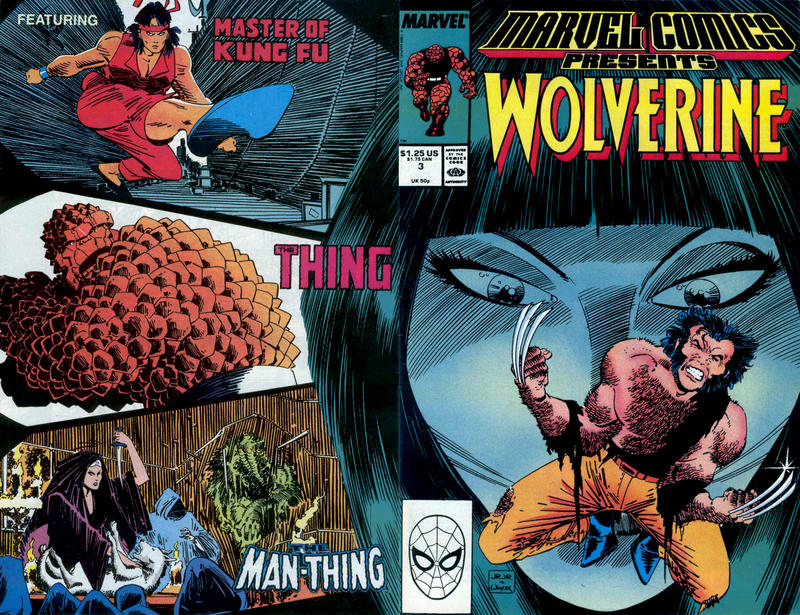 FEATURING
MASTER OF
KUNG FU
THE
THING
THE
MAN-THING
MARVEL
$1.25 US
$1.75 CAN
3
UK 50p
APPROVED
BY THE
COMICS
CODE
AUTHORITY
MARVEL COMICS
PRESENTS
WOLVERINE
JRJR